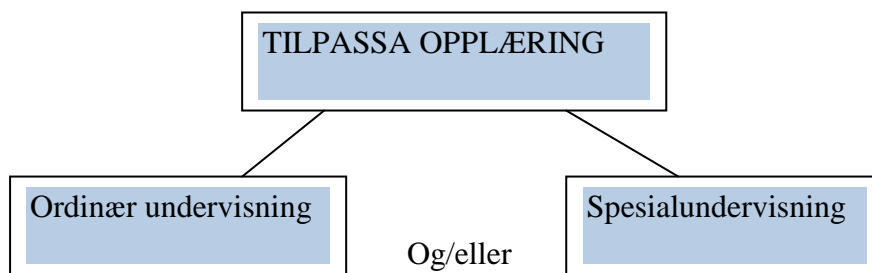 TILPASSA OPPLÆRING
Ordinær undervisning
Og/eller
Spesialundervisning